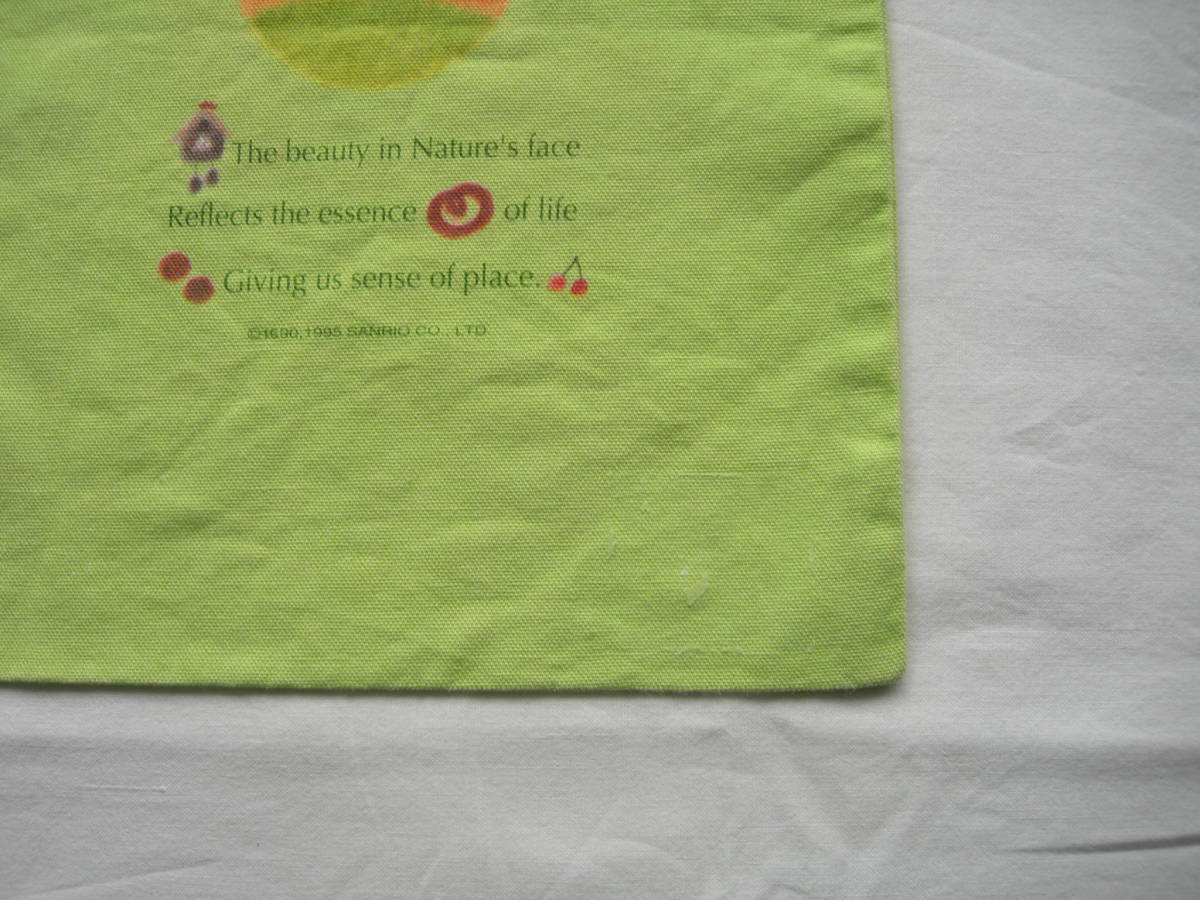 The beauty in Nature's face
Reflects the essence of life
Giving us sense of place.
©1990,1995 SANRIO CO., LTD.